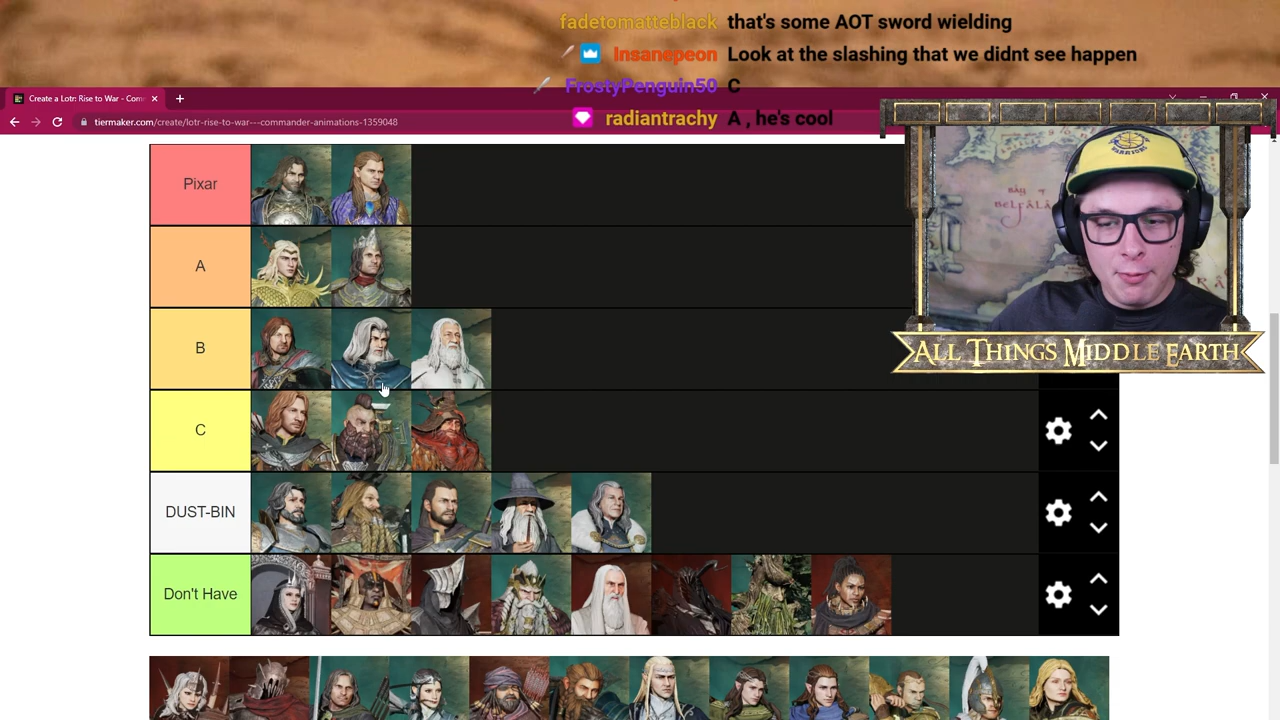 fadetomatteblack that's some AOT sword wielding
Insanepeon Look at the slashing that we didnt see happen
FrostyPenguin50 C
radiantrachy A , he's cool
Create a Lotr: Rise to War - Com
tiermaker.com/create/lotr-rise-to-war---commander-animations-1359048
Pixar
A
B
C
DUST-BIN
Don't Have
WARRIORS
BELFALAS
ALL THINGS MIDDLE EARTH